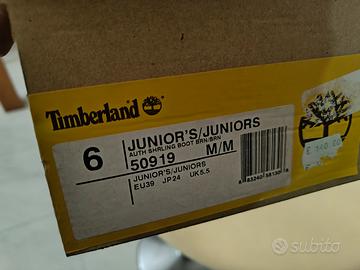 Timberland
6
JUNIOR'S/JUNIORS
AUTH SHRLING BOOT BRN/BRN
50919 M/M
JUNIOR'S/JUNIORS
EU39 JP24 UK5.5
subito